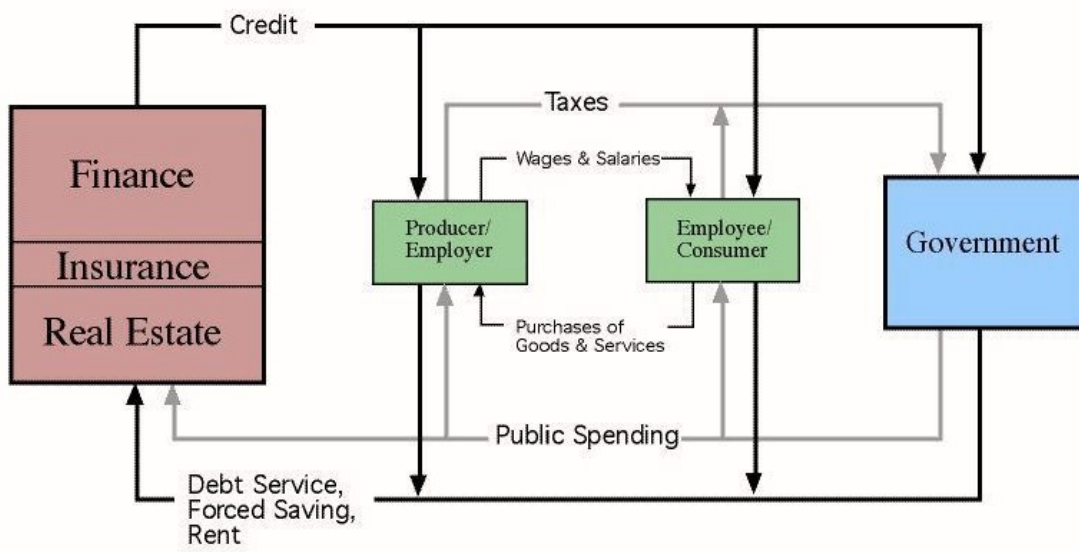 Credit
Taxes
Finance
Insurance
Real Estate
Wages & Salaries
Producer/
Employer
Employee/
Consumer
Government
Purchases of
Goods & Services
Public Spending
Debt Service,
Forced Saving,
Rent